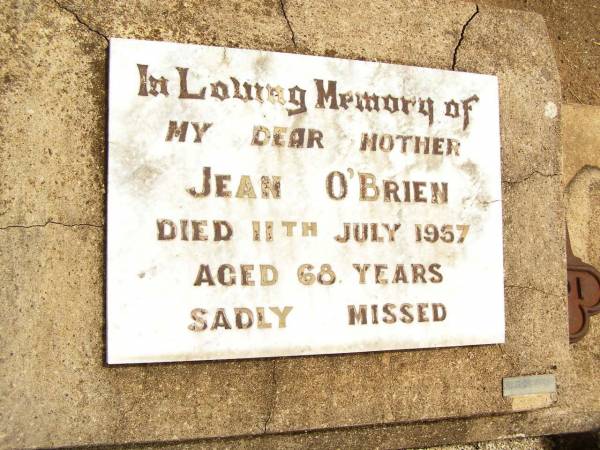 In Loving Memory of
MY DEAR MOTHER
JEAN O'BRIEN
DIED 11TH JULY 1957
AGED 68 YEARS
SADLY MISSED